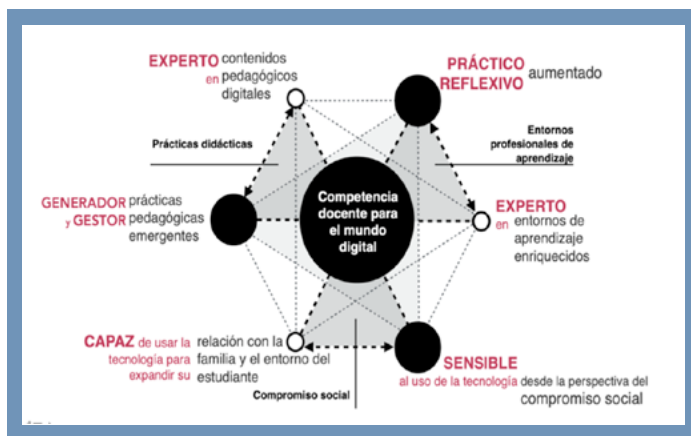 EXPERTO contenidos
en pedagógicos
digitales
PRÁCTICO
REFLEXIVO aumentado
Prácticas didácticas
Entornos
profesionales de
aprendizaje
GENERADOR prácticas
y GESTOR pedagógicas
emergentes
Competencia
docente para
el mundo
digital
EXPERTO
en entornos de
aprendizaje
enriquecidos
CAPAZ de usar la relación con la
tecnología para familia y el entorno del
expandir su estudiante
Compromiso social
SENSIBLE
al uso de la tecnología desde la perspectiva del
compromiso social